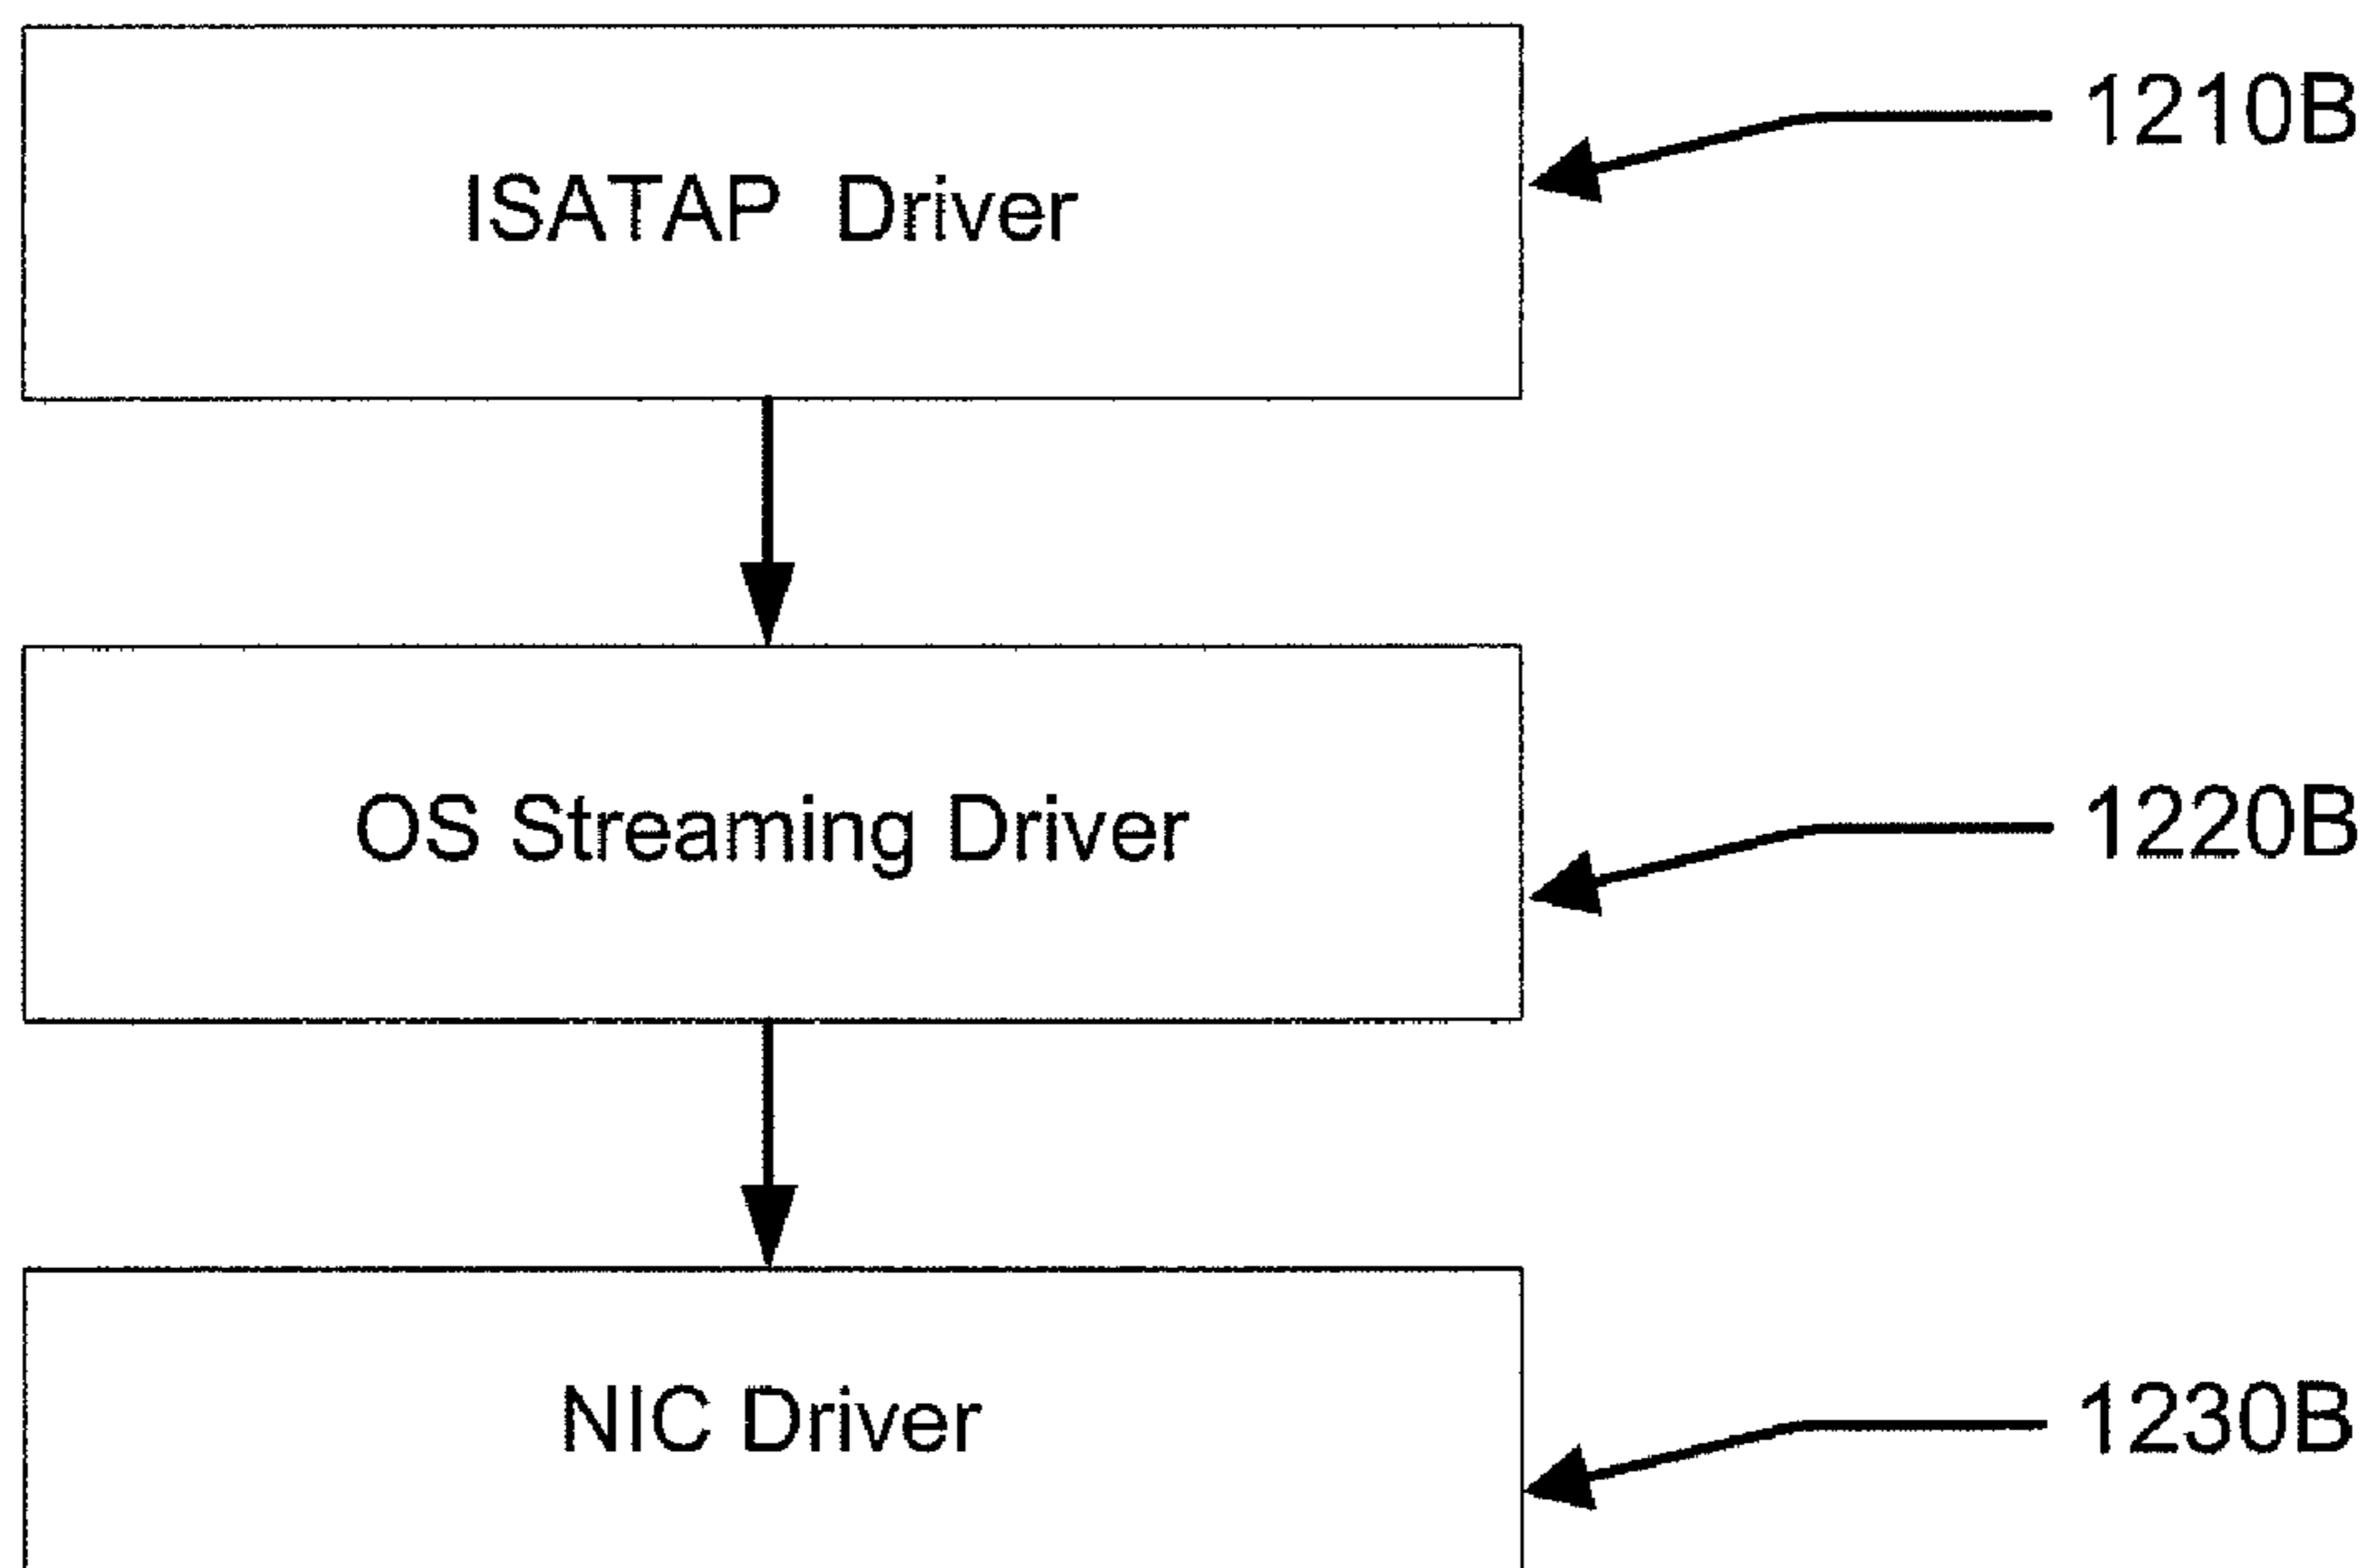 1210B
ISATAP Driver
1220B
OS Streaming Driver
1230B
NIC Driver